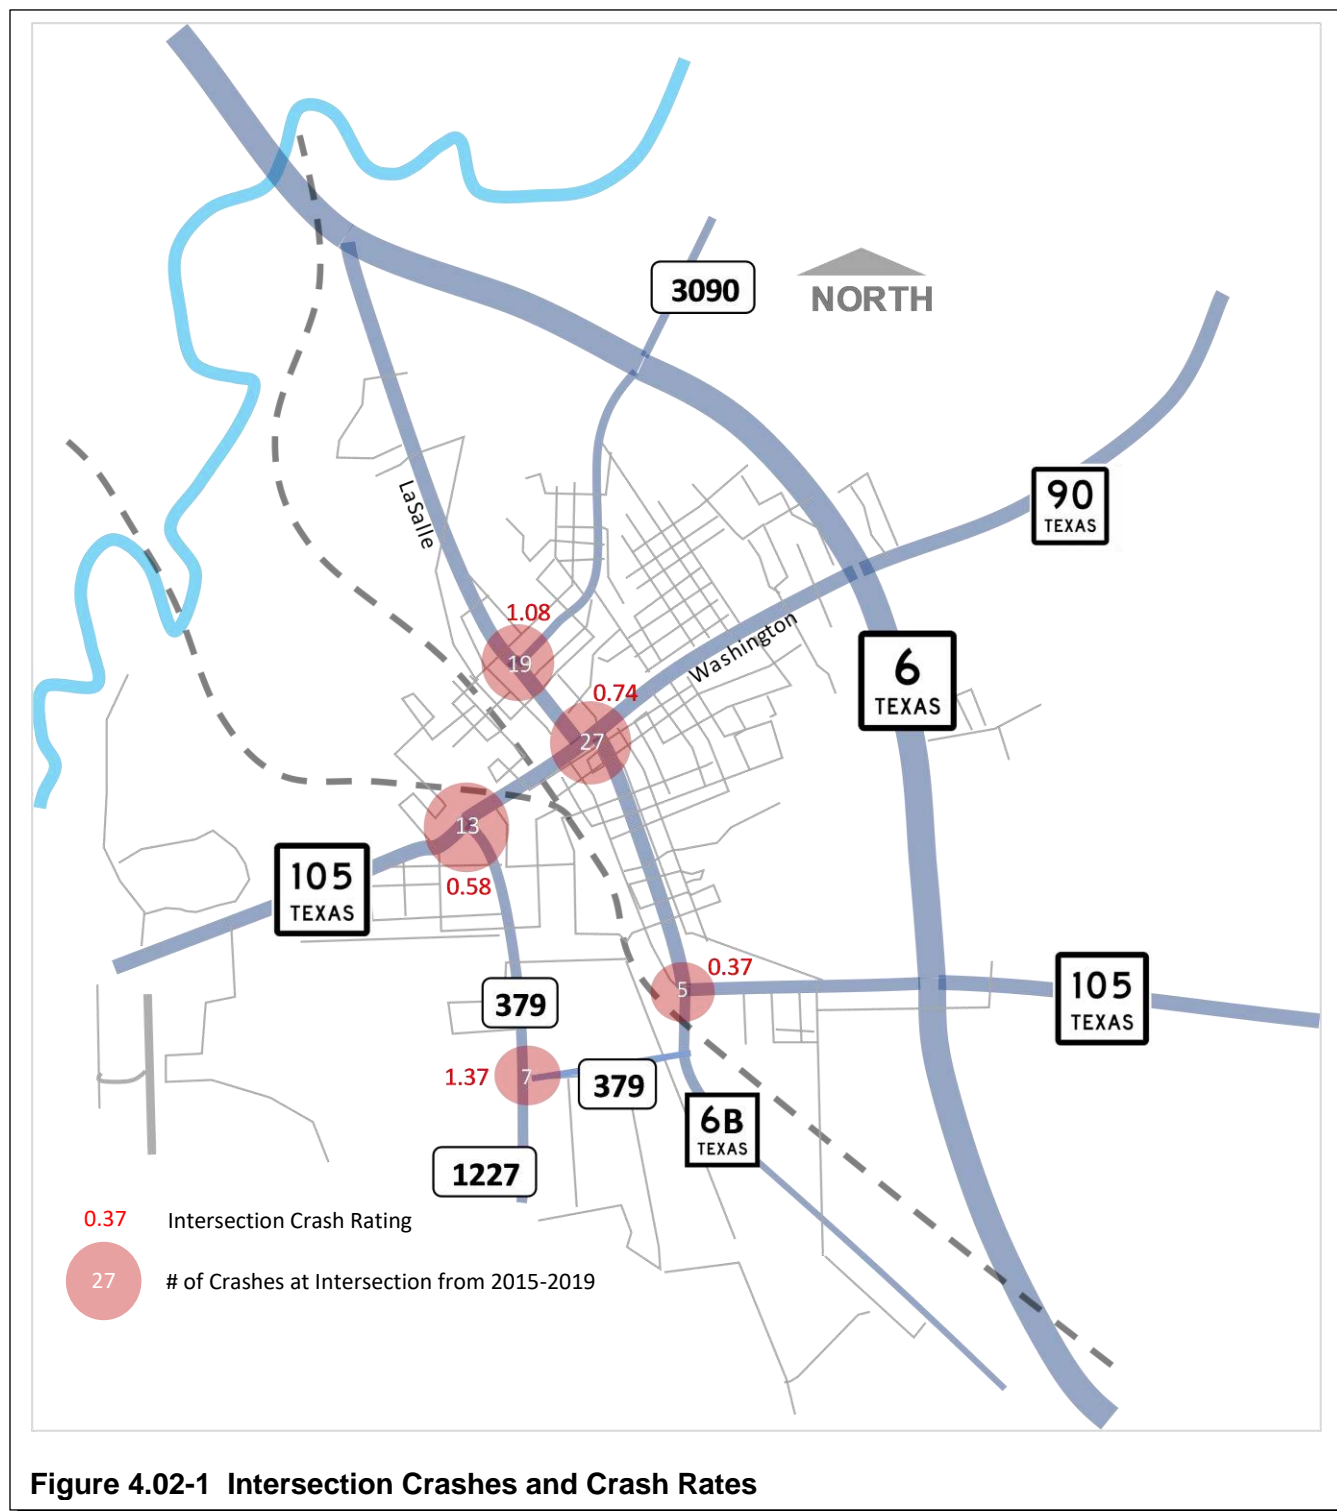 3090
NORTH
90
TEXAS
LaSalle
1.08
19
Washington
6
TEXAS
0.74
27
13
105
TEXAS
0.58
0.37
5
105
TEXAS
379
1.37
7
379
6B
TEXAS
1227
0.37 Intersection Crash Rating
27 # of Crashes at Intersection from 2015-2019
Figure 4.02-1 Intersection Crashes and Crash Rates